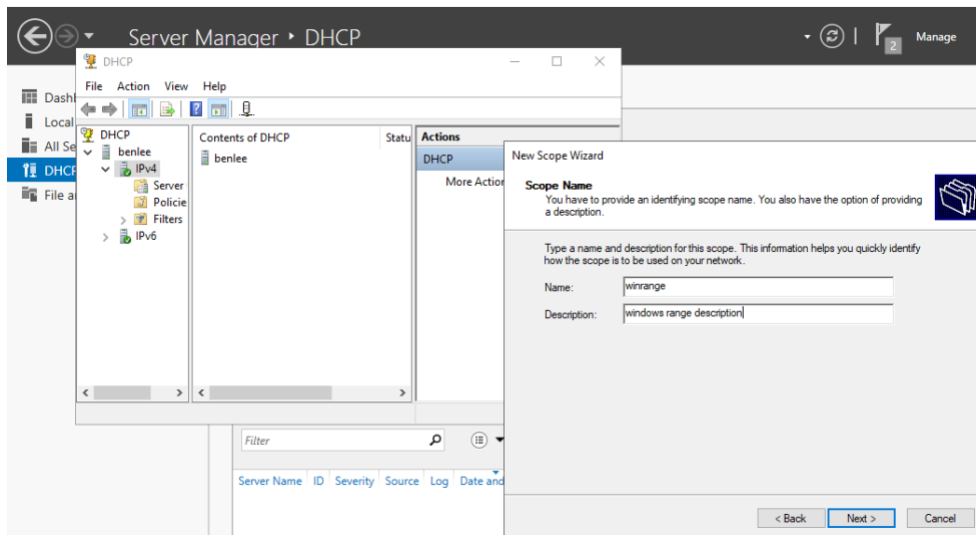 Server Manager ‣ DHCP
2
Manage
DHCP
File Action View Help
Dashb
Local
All Se
DHCP
File a
DHCP
benlee
IPv4
Server
Policie
Filters
IPv6
Contents of DHCP Statu
benlee
Actions
DHCP
More Action
New Scope Wizard
Scope Name
You have to provide an identifying scope name. You also have the option of providing
a description.
Type a name and description for this scope. This information helps you quickly identify
how the scope is to be used on your network.
Name: winrange
Description: windows range description
< Back Next > Cancel
Filter
Server Name ID Severity Source Log Date and